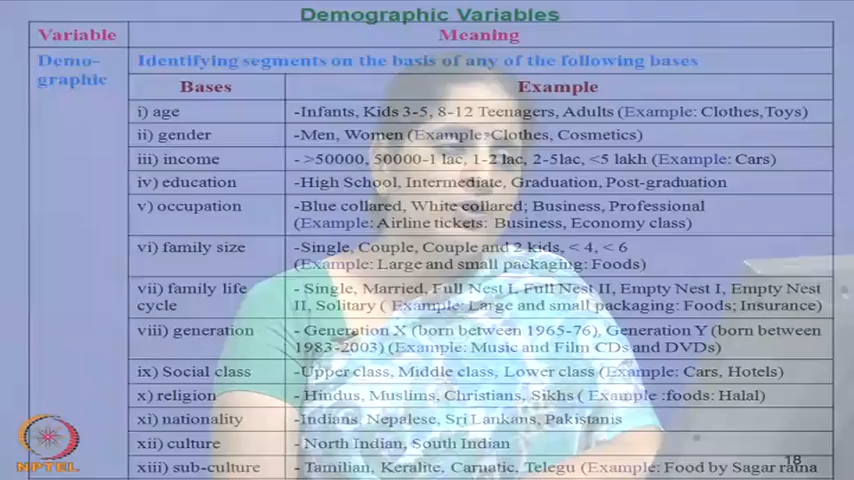 Demographic Variables
Variable Meaning
Demo-
graphic
Identifying segments on the basis of any of the following bases
Bases Example
i) age -Infants, Kids 3-5, 8-12 Teenagers, Adults (Example: Clothes,Toys)
ii) gender -Men, Women (Example:Clothes, Cosmetics)
iii) income - >50000, 50000-1 lac, 1-2 lac, 2-5lac, <5 lakh (Example: Cars)
iv) education -High School, Intermediate, Graduation, Post-graduation
v) occupation -Blue collared, White collared; Business, Professional
(Example: Airline tickets: Business, Economy class)
vi) family size -Single, Couple, Couple and 2 kids, < 4, < 6
(Example: Large and small packaging: Foods)
vii) family life - Single, Married, Full Nest I, Full Nest II, Empty Nest I, Empty Nest
cycle II, Solitary ( Example: Large and small packaging: Foods; Insurance)
viii) generation - Generation X (born between 1965-76), Generation Y (born between
1983-2003) (Example: Music and Film CDs and DVDs)
ix) Social class -Upper class, Middle class, Lower class (Example: Cars, Hotels)
x) religion - Hindus, Muslims, Christians, Sikhs ( Example :foods: Halal)
xi) nationality -Indians, Nepalese, Sri Lankans, Pakistanis
xii) culture - North Indian, South Indian
xiii) sub-culture - Tamilian, Keralite, Carnatic, Telegu (Example: Food by Sagar ratna
18
NPTEL